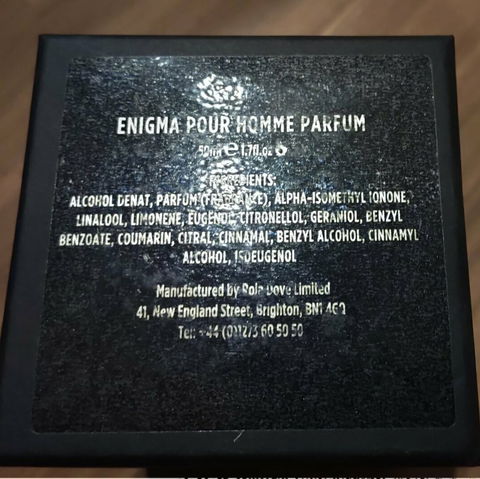 ENIGMA POUR HOMME PARFUM
50ml e 1.7fl.oz
INGREDIENTS:
ALCOHOL DENAT, PARFUM (FRAGRANCE), ALPHA-ISOMETHYL IONONE,
LINALOOL, LIMONENE, EUGENOL, CITRONELLOL, GERANIOL, BENZYL
BENZOATE, COUMARIN, CITRAL, CINNAMAL, BENZYL ALCOHOL, CINNAMYL
ALCOHOL, ISOEUGENOL
Manufactured by Roja Dove Limited
41, New England Street, Brighton, BN1 4GQ
Tel: +44 (0)1273 60 50 50